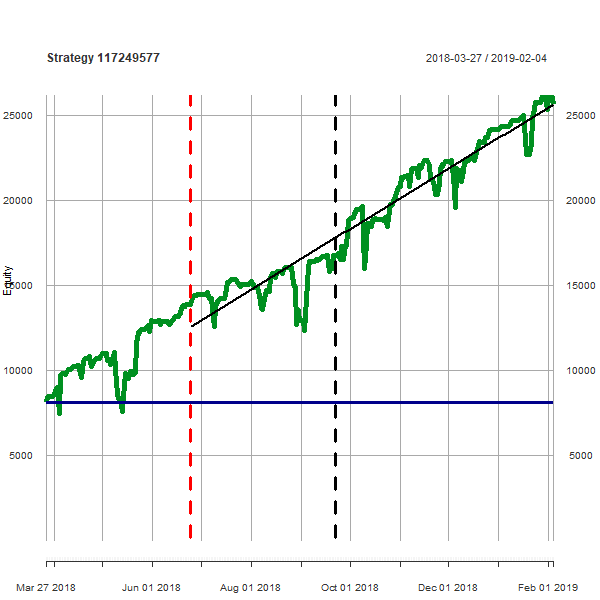 Strategy 117249577
2018-03-27 / 2019-02-04
25000 25000
20000 20000
15000 15000
10000 10000
5000 5000
Equity
Mar 27 2018 Jun 01 2018 Aug 01 2018 Oct 01 2018 Dec 01 2018 Feb 01 2019